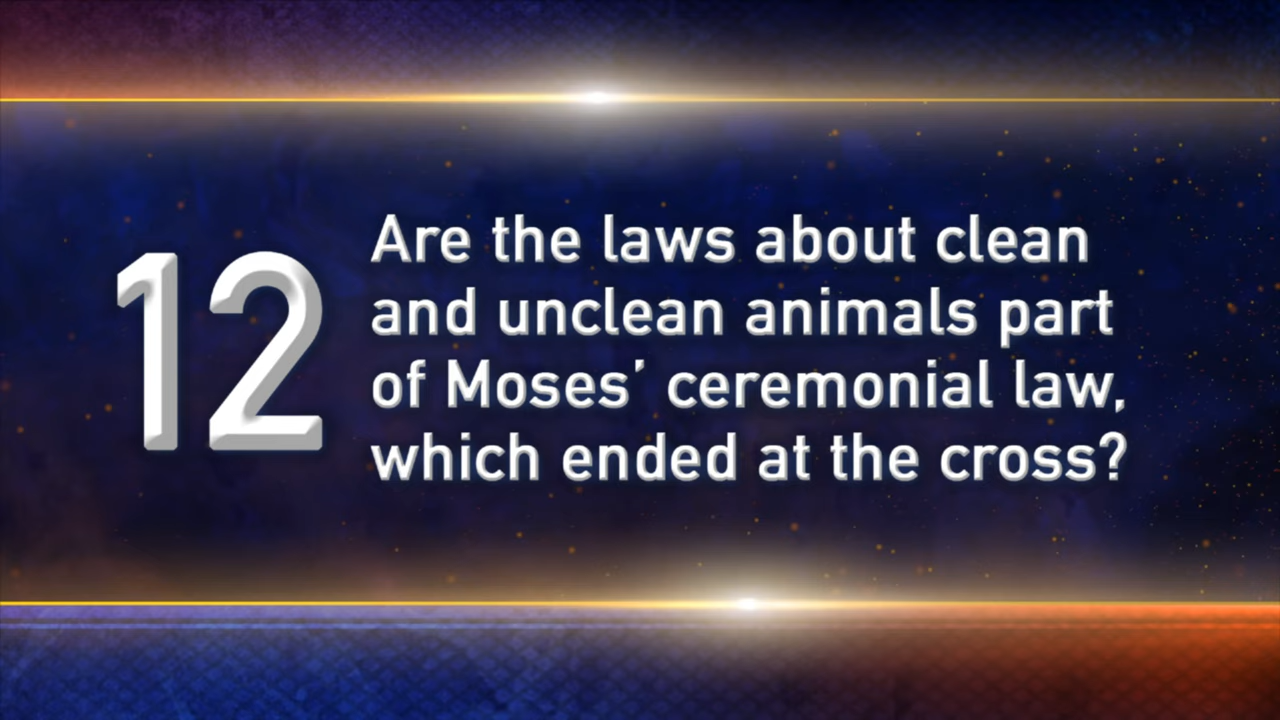 12
Are the laws about clean
and unclean animals part
of Moses’ ceremonial law,
which ended at the cross?